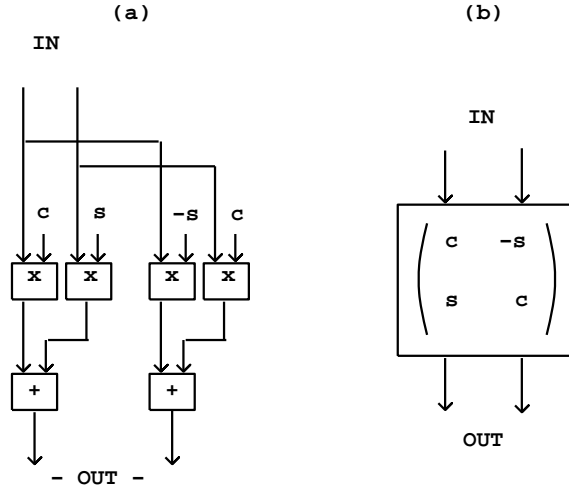 (a) (b)
IN
IN
c s -s c
c -s
x x x x
s c
+ +
OUT
- OUT -